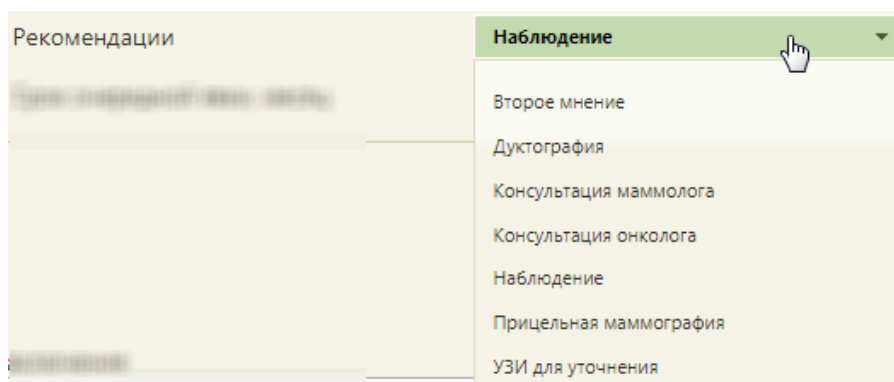 Рекомендации
Наблюдение
Второе мнение
Дуктография
Консультация маммолога
Консультация онколога
Наблюдение
Прицельная маммография
УЗИ для уточнения